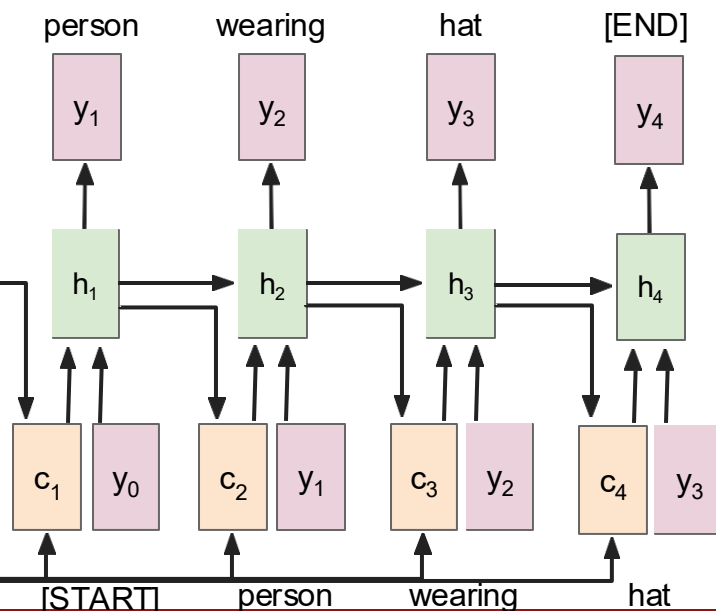 person wearing hat [END]
y₁ y₂ y₃ y₄
h₁ h₂ h₃ h₄
c₁ y₀ c₂ y₁ c₃ y₂ c₄ y₃
[START] person wearing hat